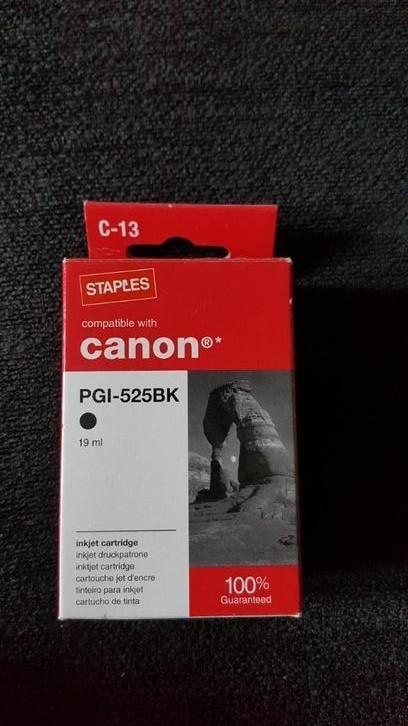 C-13
STAPLES
compatible with
canon®*
PGI-525BK
19 ml
inkjet cartridge
inkjet druckpatrone
inktjet cartridge
cartouche jet d'encre
tinteiro para inkjet
cartucho de tinta
100%
Guaranteed